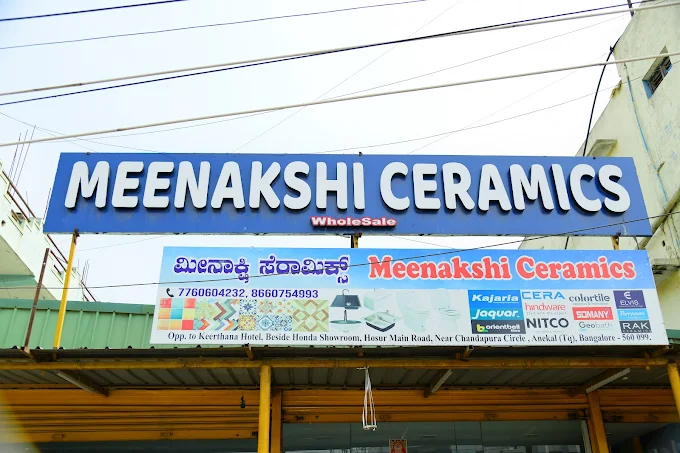 MEENAKSHI CERAMICS
WholeSale
ಮೀನಾಕ್ಷಿ ಸೆರಾಮಿಕ್ಸ್ Meenakshi Ceramics
7760604232, 8660754993
Kajaria CERA colortile ELVIS
Jaquar hindware SOMANY
orientbell NITCO GeoBath RAK
Opp. to Keerthana Hotel, Beside Honda Showroom, Hosur Main Road, Near Chandapura Circle, Anekal (Tq), Bangalore - 560 099.